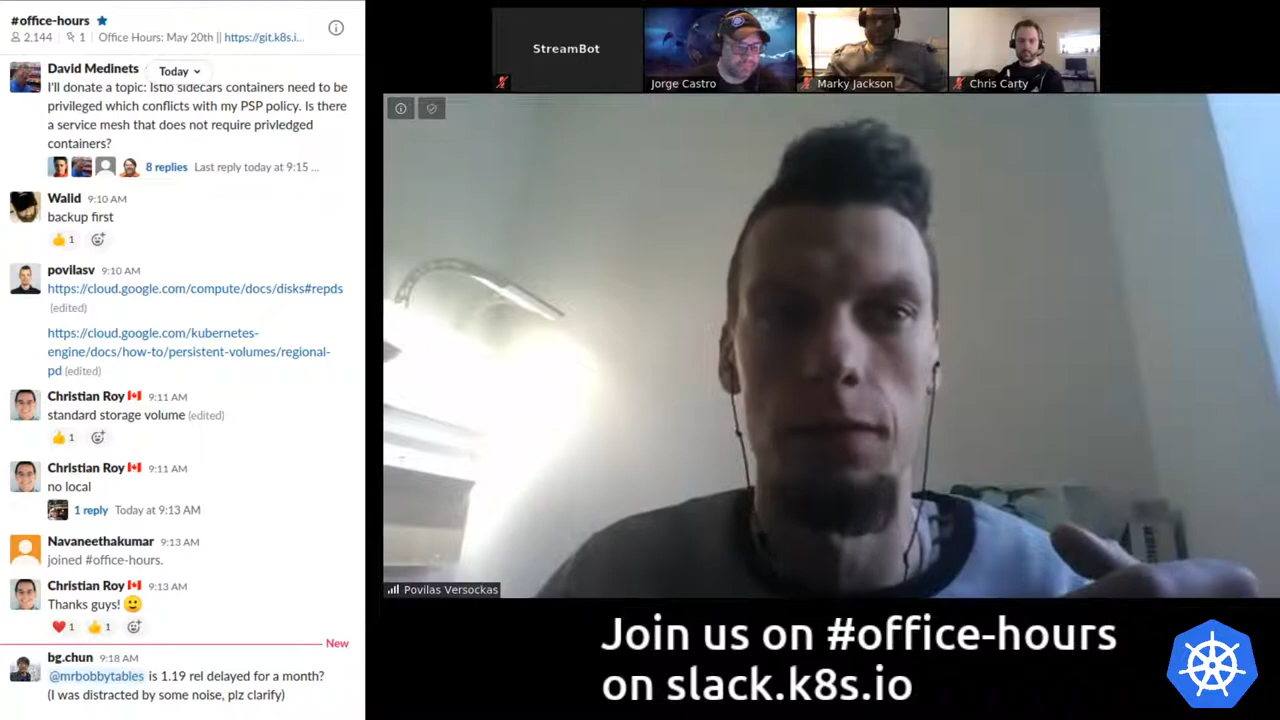 #office-hours
2,144
1
Office Hours: May 20th || https://git.k8s.i...
David Medinets
Today
I'll donate a topic: Istio sidecars containers need to be
privileged which conflicts with my PSP policy. Is there
a service mesh that does not require privledged
containers?
8 replies Last reply today at 9:15 ...
Walid 9:10 AM
backup first
1
povilasv 9:10 AM
https://cloud.google.com/compute/docs/disks#repds
(edited)
https://cloud.google.com/kubernetes-
engine/docs/how-to/persistent-volumes/regional-
pd (edited)
Christian Roy 9:11 AM
standard storage volume (edited)
1
Christian Roy 9:11 AM
no local
1 reply Today at 9:13 AM
Navaneethakumar 9:13 AM
joined #office-hours.
Christian Roy 9:13 AM
Thanks guys!
1 1
New
bg.chun 9:18 AM
@mrbobbytables is 1.19 rel delayed for a month?
(I was distracted by some noise, plz clarify)
StreamBot
Jorge Castro
Marky Jackson
Chris Carty
Povilas Versockas
Join us on #office-hours
on slack.k8s.io